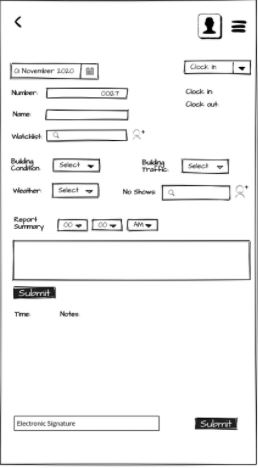 01 November 2020
Clock in
Number: 0027
Clock in:
Name:
Clock out:
Watchlist:
Building Condition: Select
Building Traffic: Select
Weather: Select
No Shows:
Report Summary: 00 00 AM
Submit
Time: Notes:
Electronic Signature
Submit